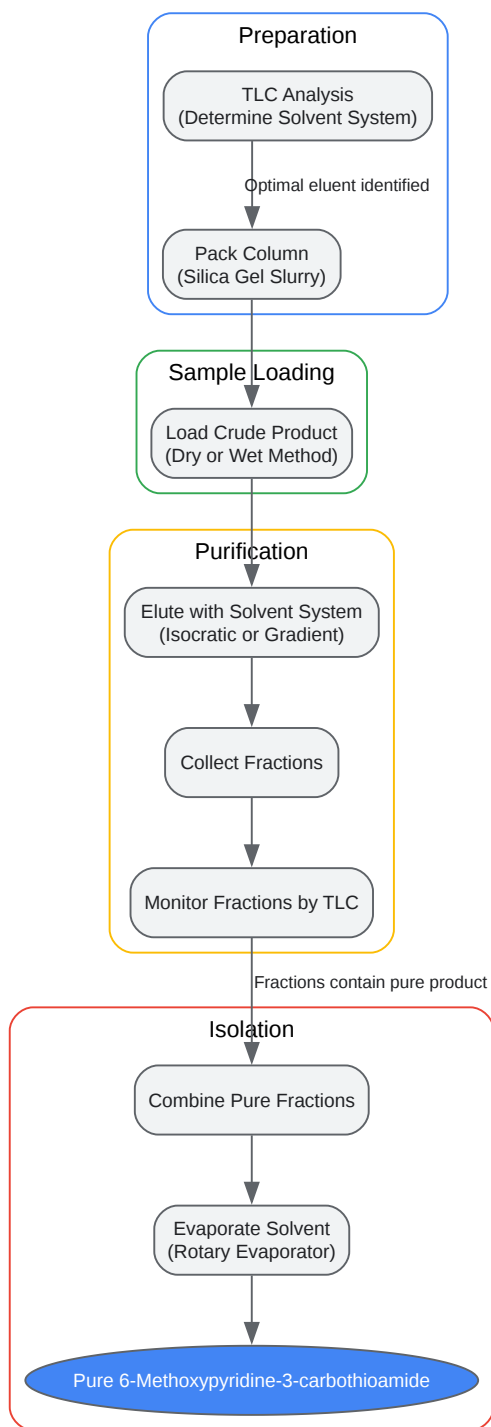 Preparation
TLC Analysis
(Determine Solvent System)
Optimal eluent identified
Pack Column
(Silica Gel Slurry)
Sample Loading
Load Crude Product
(Dry or Wet Method)
Purification
Elute with Solvent System
(Isocratic or Gradient)
Collect Fractions
Monitor Fractions by TLC
Fractions contain pure product
Isolation
Combine Pure Fractions
Evaporate Solvent
(Rotary Evaporator)
Pure 6-Methoxypyridine-3-carbothioamide